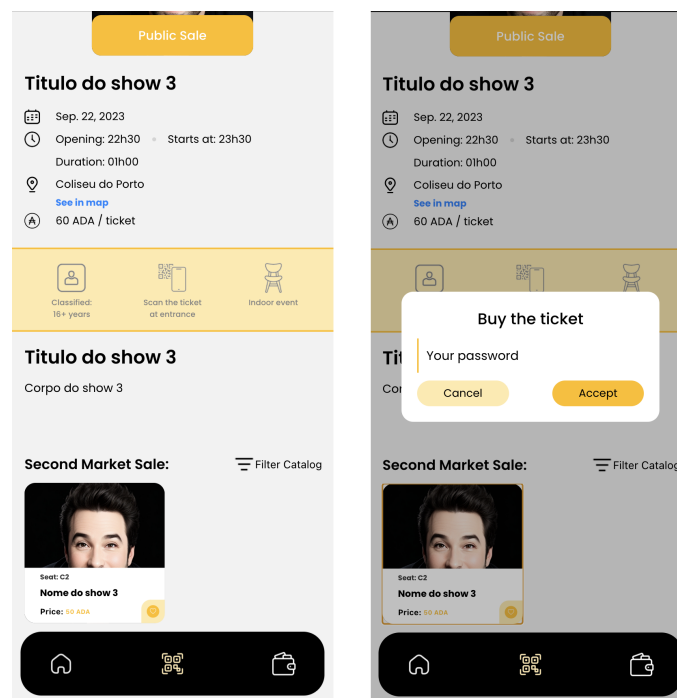 Public Sale
Titulo do show 3
Sep. 22, 2023
Opening: 22h30 Starts at: 23h30
Duration: 01h00
Coliseu do Porto
See in map
60 ADA / ticket
Classified:
16+ years
Scan the ticket
at entrance
Indoor event
Titulo do show 3
Corpo do show 3
Second Market Sale:
Filter Catalog
Seat: C2
Nome do show 3
Price: 50 ADA
Public Sale
Titulo do show 3
Sep. 22, 2023
Opening: 22h30 Starts at: 23h30
Duration: 01h00
Coliseu do Porto
See in map
60 ADA / ticket
Buy the ticket
Your password
Cancel Accept
Tit
Cor
Second Market Sale:
Filter Catalog
Seat: C2
Nome do show 3
Price: 50 ADA